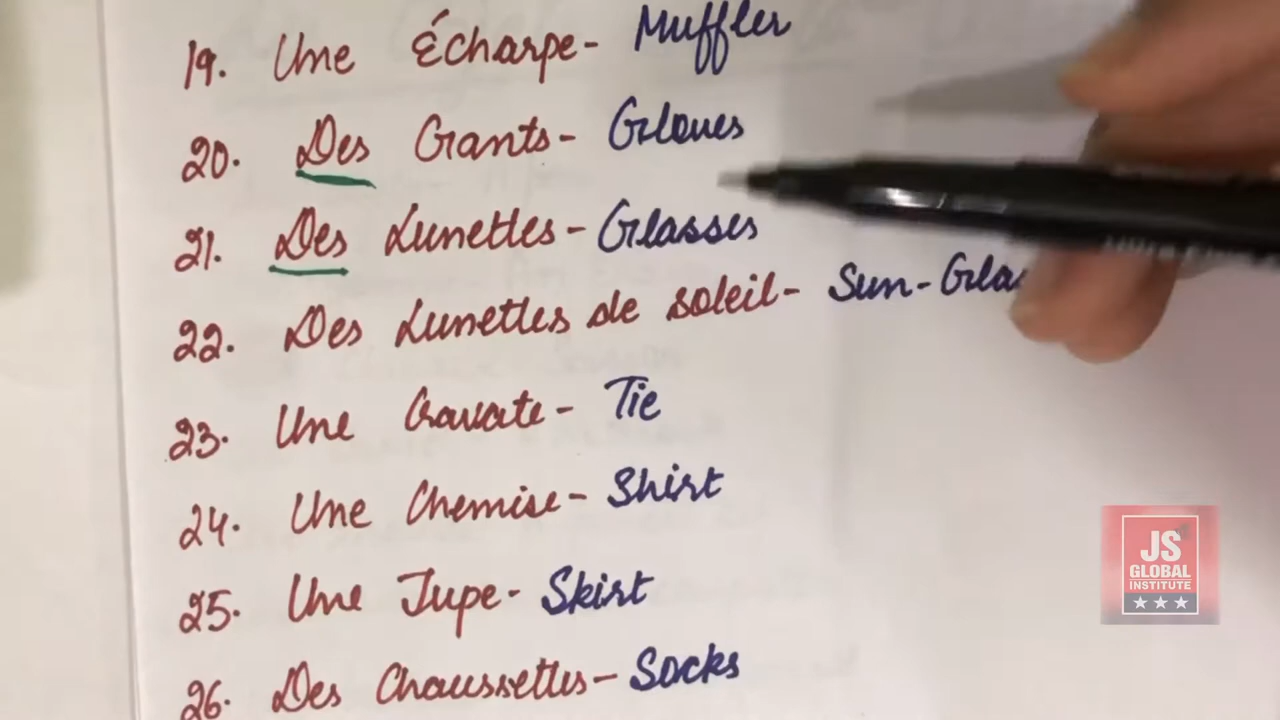 19. Une Écharpe- Muffler
20. Des Gants- Gloves
21. Des Lunettes- Glasses
22. Des Lunettes de soleil- Sun-Gla
23. Une Cravate- Tie
24. Une Chemise- Shirt
25. Une Jupe- Skirt
26. Des Chaussettes- Socks
JS
GLOBAL
INSTITUTE